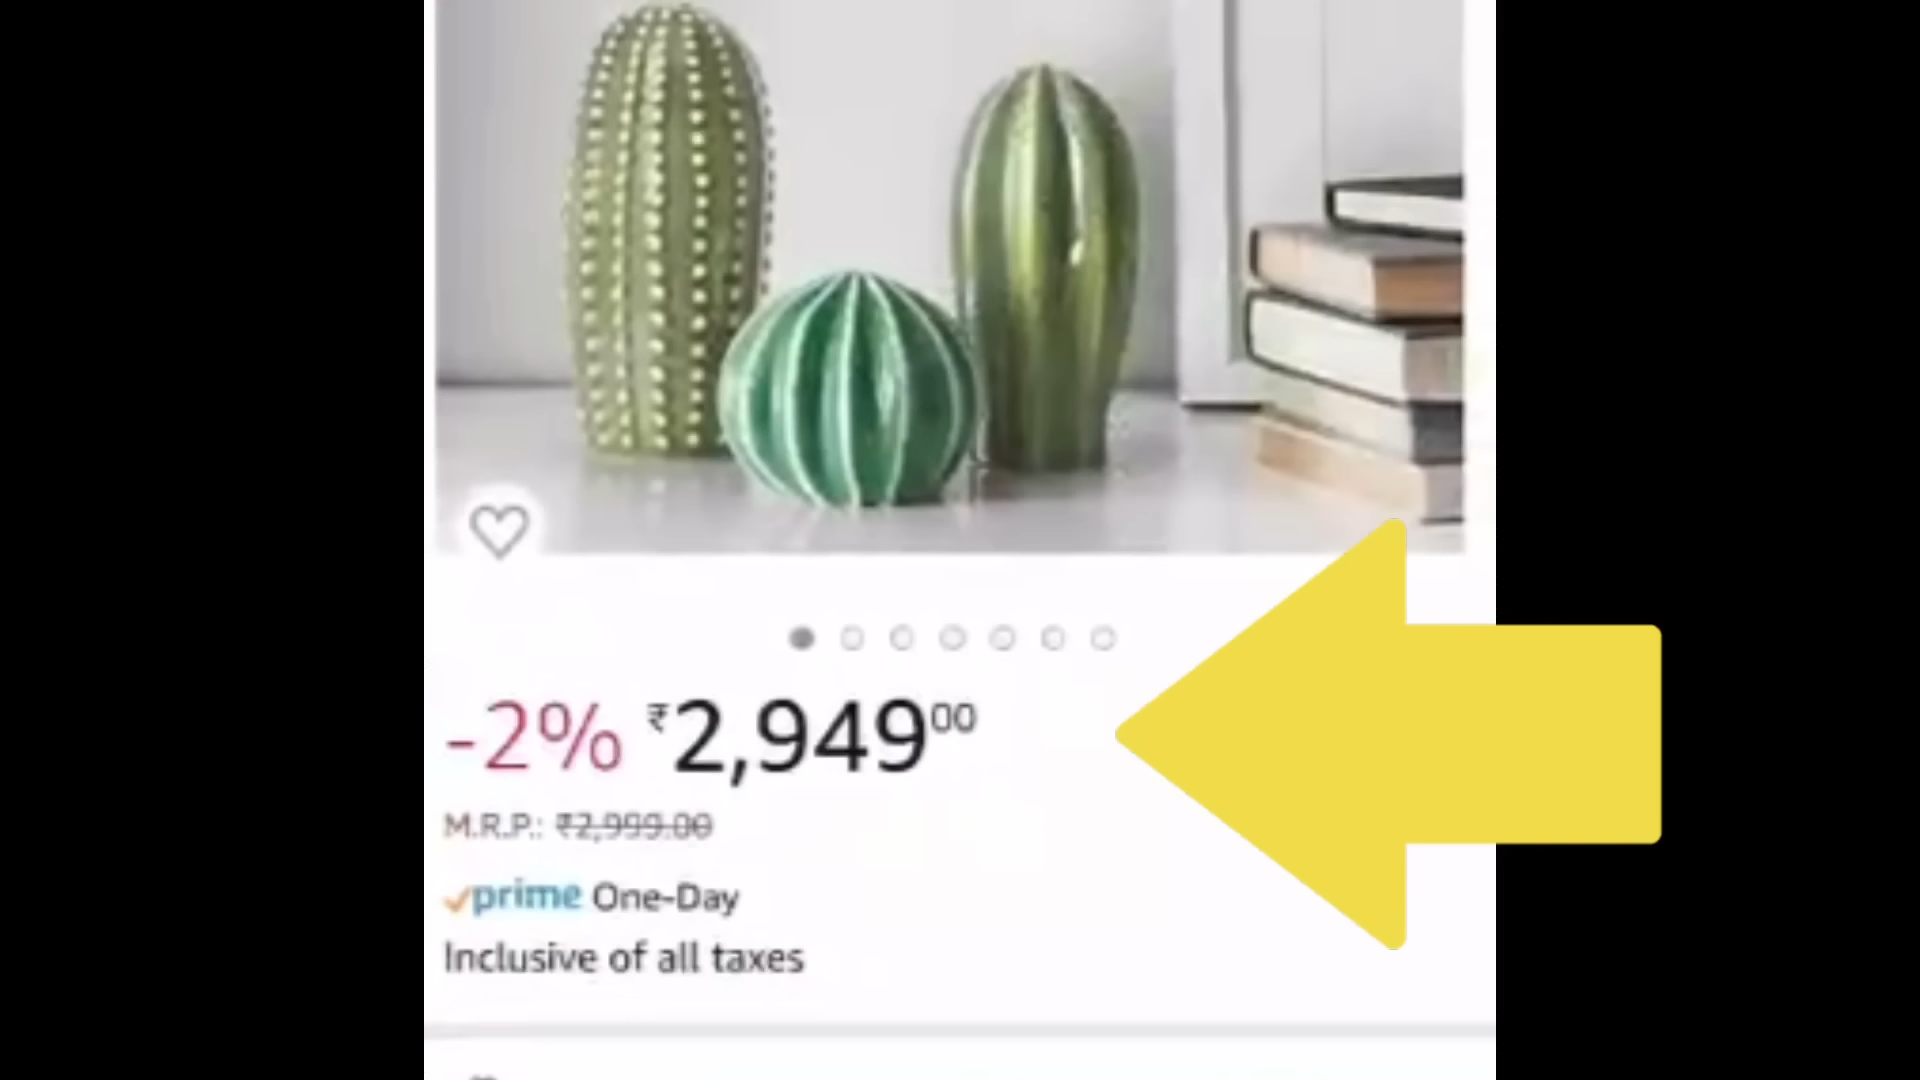 -2% ₹2,94900
M.R.P.: ₹2,999.00
prime One-Day
Inclusive of all taxes